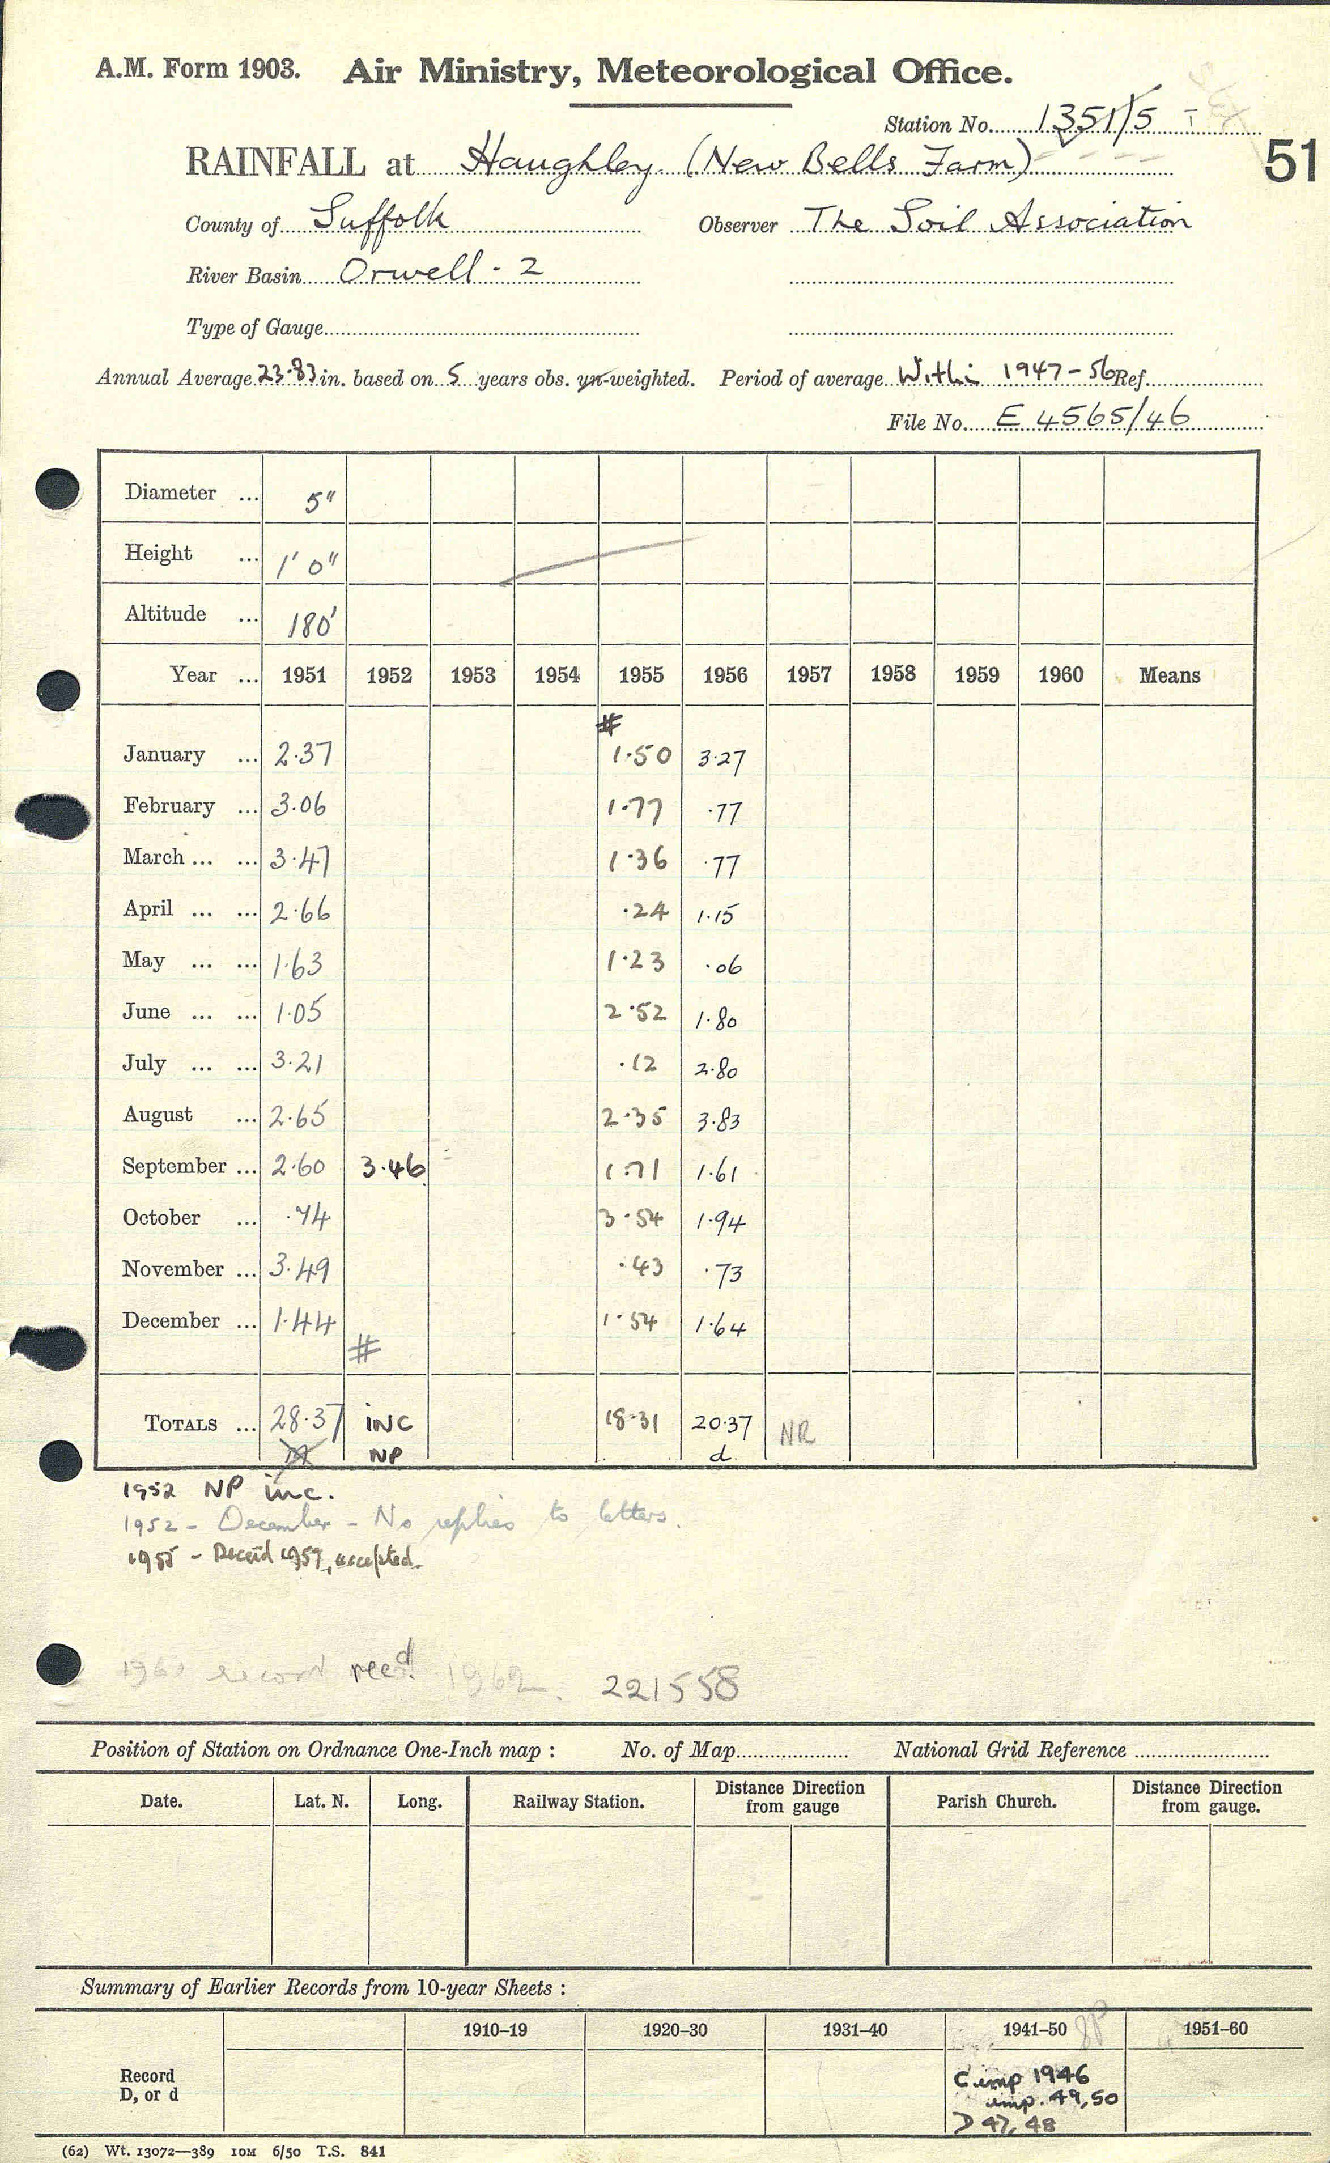 A.M. Form 1903. Air Ministry, Meteorological Office.
Station No. 1351/5
RAINFALL at Haughley (New Bells Farm) 51
County of Suffolk Observer The Soil Association
River Basin Orwell - 2
Type of Gauge
Annual Average 23.83 in. based on 5 years obs. un-weighted. Period of average Within 1947-56 Ref.
File No. E 4565/46
Diameter ... 5"
Height ... 1' 0"
Altitude ... 180'
Year ... 1951 1952 1953 1954 1955 1956 1957 1958 1959 1960 Means
#
January ... 2.37 1.50 3.27
February ... 3.06 1.77 .77
March ... ... 3.47 1.36 .77
April ... ... 2.66 .24 1.15
May ... ... 1.63 1.23 .06
June ... ... 1.05 2.52 1.80
July ... ... 3.21 .12 2.80
August ... 2.65 2.35 3.83
September ... 2.60 3.46 1.71 1.61
October ... .74 3.54 1.94
November ... 3.49 .43 .73
December ... 1.44 1.54 1.64
#
TOTALS ... 28.37 INC 18.31 20.37 NR
NP d
1952 NP inc.
1952 - December - No replies to letters.
1955 - Recd 1959, accepted.
record recd. 1962. 221558
Position of Station on Ordnance One-Inch map : No. of Map National Grid Reference
Date. Lat. N. Long. Railway Station. Distance Direction from gauge Parish Church. Distance Direction from gauge.
Summary of Earlier Records from 10-year Sheets :
1910–19 1920–30 1931–40 1941–50 1951–60
Record D, or d
C imp 1946
imp. 49, 50
D 47, 48
(62) Wt. 13072—389 10M 6/50 T.S. 841